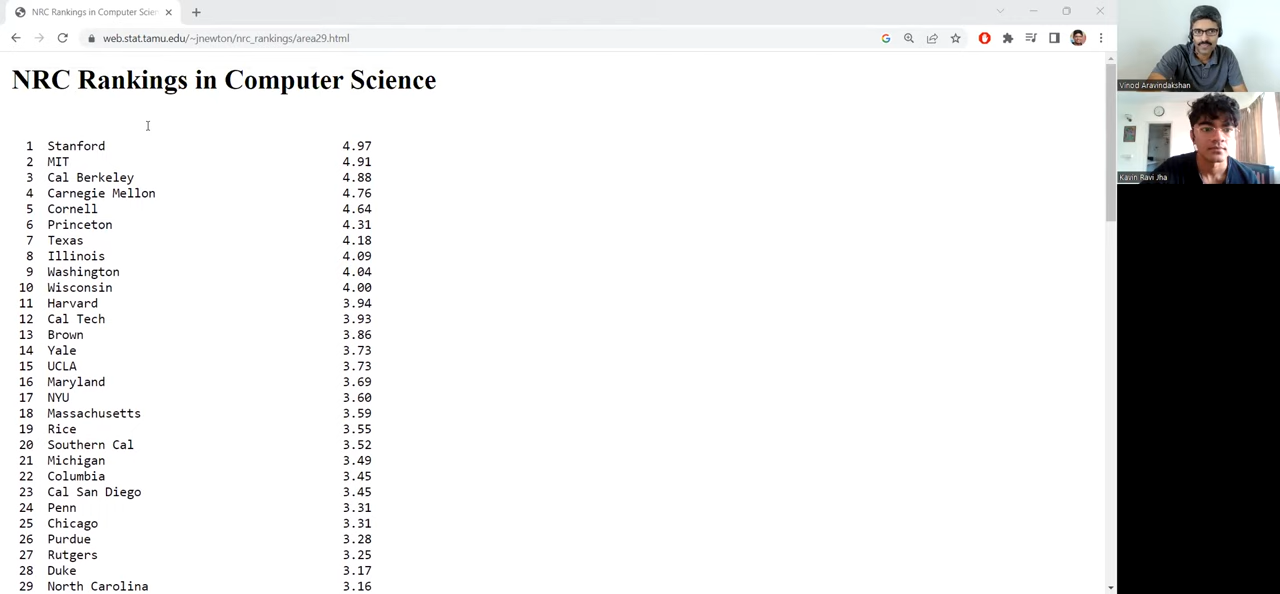 NRC Rankings in Computer Scien
web.stat.tamu.edu/~jnewton/nrc_rankings/area29.html
NRC Rankings in Computer Science
1 Stanford 4.97
2 MIT 4.91
3 Cal Berkeley 4.88
4 Carnegie Mellon 4.76
5 Cornell 4.64
6 Princeton 4.31
7 Texas 4.18
8 Illinois 4.09
9 Washington 4.04
10 Wisconsin 4.00
11 Harvard 3.94
12 Cal Tech 3.93
13 Brown 3.86
14 Yale 3.73
15 UCLA 3.73
16 Maryland 3.69
17 NYU 3.60
18 Massachusetts 3.59
19 Rice 3.55
20 Southern Cal 3.52
21 Michigan 3.49
22 Columbia 3.45
23 Cal San Diego 3.45
24 Penn 3.31
25 Chicago 3.31
26 Purdue 3.28
27 Rutgers 3.25
28 Duke 3.17
29 North Carolina 3.16
Vinod Aravindakshan
Kavin Ravi Jha